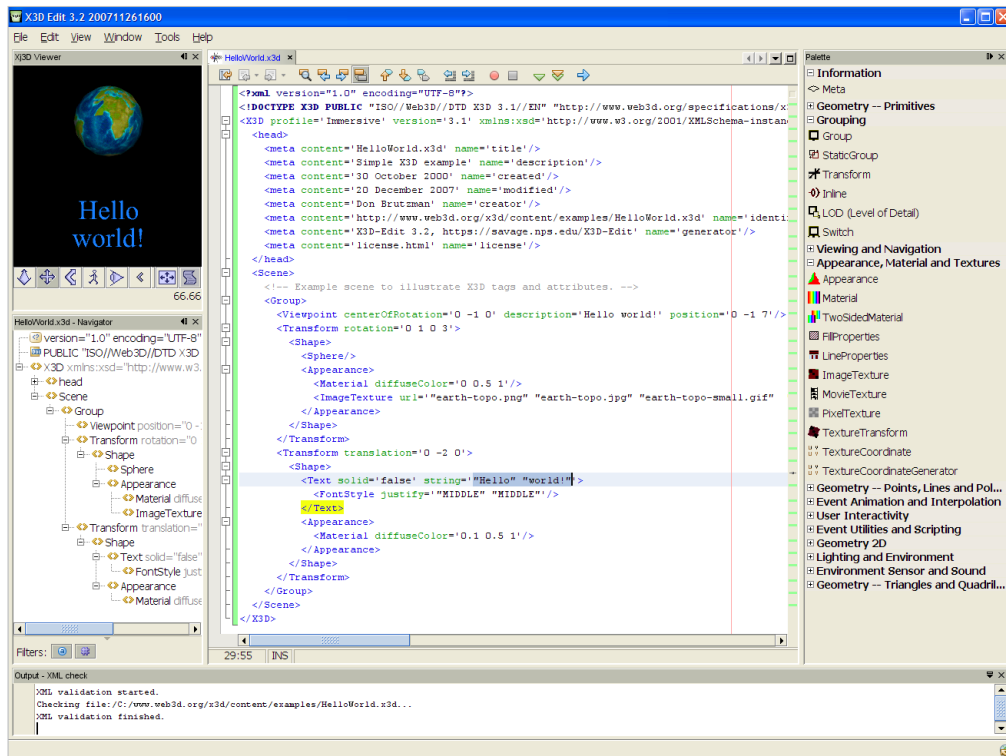 X3D Edit 3.2 200711261600
File Edit View Window Tools Help
Xj3D Viewer
Hello
world!
66.66
HelloWorld.x3d - Navigator
version="1.0" encoding="UTF-8"
PUBLIC "ISO//Web3D//DTD X3D
X3D xmlns:xsd="http://www.w3.
head
Scene
Group
Viewpoint position="0 -
Transform rotation="0
Shape
Sphere
Appearance
Material diffuse
ImageTexture
Transform translation="
Shape
Text solid="false"
FontStyle just
Appearance
Material diffuse
Filters:
HelloWorld.x3d
<?xml version="1.0" encoding="UTF-8"?>
<!DOCTYPE X3D PUBLIC "ISO//Web3D//DTD X3D 3.1//EN" "http://www.web3d.org/specifications/x
<X3D profile='Immersive' version='3.1' xmlns:xsd='http://www.w3.org/2001/XMLSchema-instan
<head>
<meta content='HelloWorld.x3d' name='title'/>
<meta content='Simple X3D example' name='description'/>
<meta content='30 October 2000' name='created'/>
<meta content='20 December 2007' name='modified'/>
<meta content='Don Brutzman' name='creator'/>
<meta content='http://www.web3d.org/x3d/content/examples/HelloWorld.x3d' name='identi
<meta content='X3D-Edit 3.2, https://savage.nps.edu/X3D-Edit' name='generator'/>
<meta content='license.html' name='license'/>
</head>
<Scene>
<!-- Example scene to illustrate X3D tags and attributes. -->
<Group>
<Viewpoint centerOfRotation='0 -1 0' description='Hello world!' position='0 -1 7'/>
<Transform rotation='0 1 0 3'>
<Shape>
<Sphere/>
<Appearance>
<Material diffuseColor='0 0.5 1'/>
<ImageTexture url='"earth-topo.png" "earth-topo.jpg" "earth-topo-small.gif"
</Appearance>
</Shape>
</Transform>
<Transform translation='0 -2 0'>
<Shape>
<Text solid='false' string='"Hello" "world!"'>
<FontStyle justify='"MIDDLE" "MIDDLE"'/>
</Text>
<Appearance>
<Material diffuseColor='0.1 0.5 1'/>
</Appearance>
</Shape>
</Transform>
</Group>
</Scene>
</X3D>
29:55 INS
Palette
Information
Meta
Geometry -- Primitives
Grouping
Group
StaticGroup
Transform
Inline
LOD (Level of Detail)
Switch
Viewing and Navigation
Appearance, Material and Textures
Appearance
Material
TwoSidedMaterial
FillProperties
LineProperties
ImageTexture
MovieTexture
PixelTexture
TextureTransform
TextureCoordinate
TextureCoordinateGenerator
Geometry -- Points, Lines and Pol...
Event Animation and Interpolation
User Interactivity
Event Utilities and Scripting
Geometry 2D
Lighting and Environment
Environment Sensor and Sound
Geometry -- Triangles and Quadril...
Output - XML check
XML validation started.
Checking file:/C:/www.web3d.org/x3d/content/examples/HelloWorld.x3d...
XML validation finished.